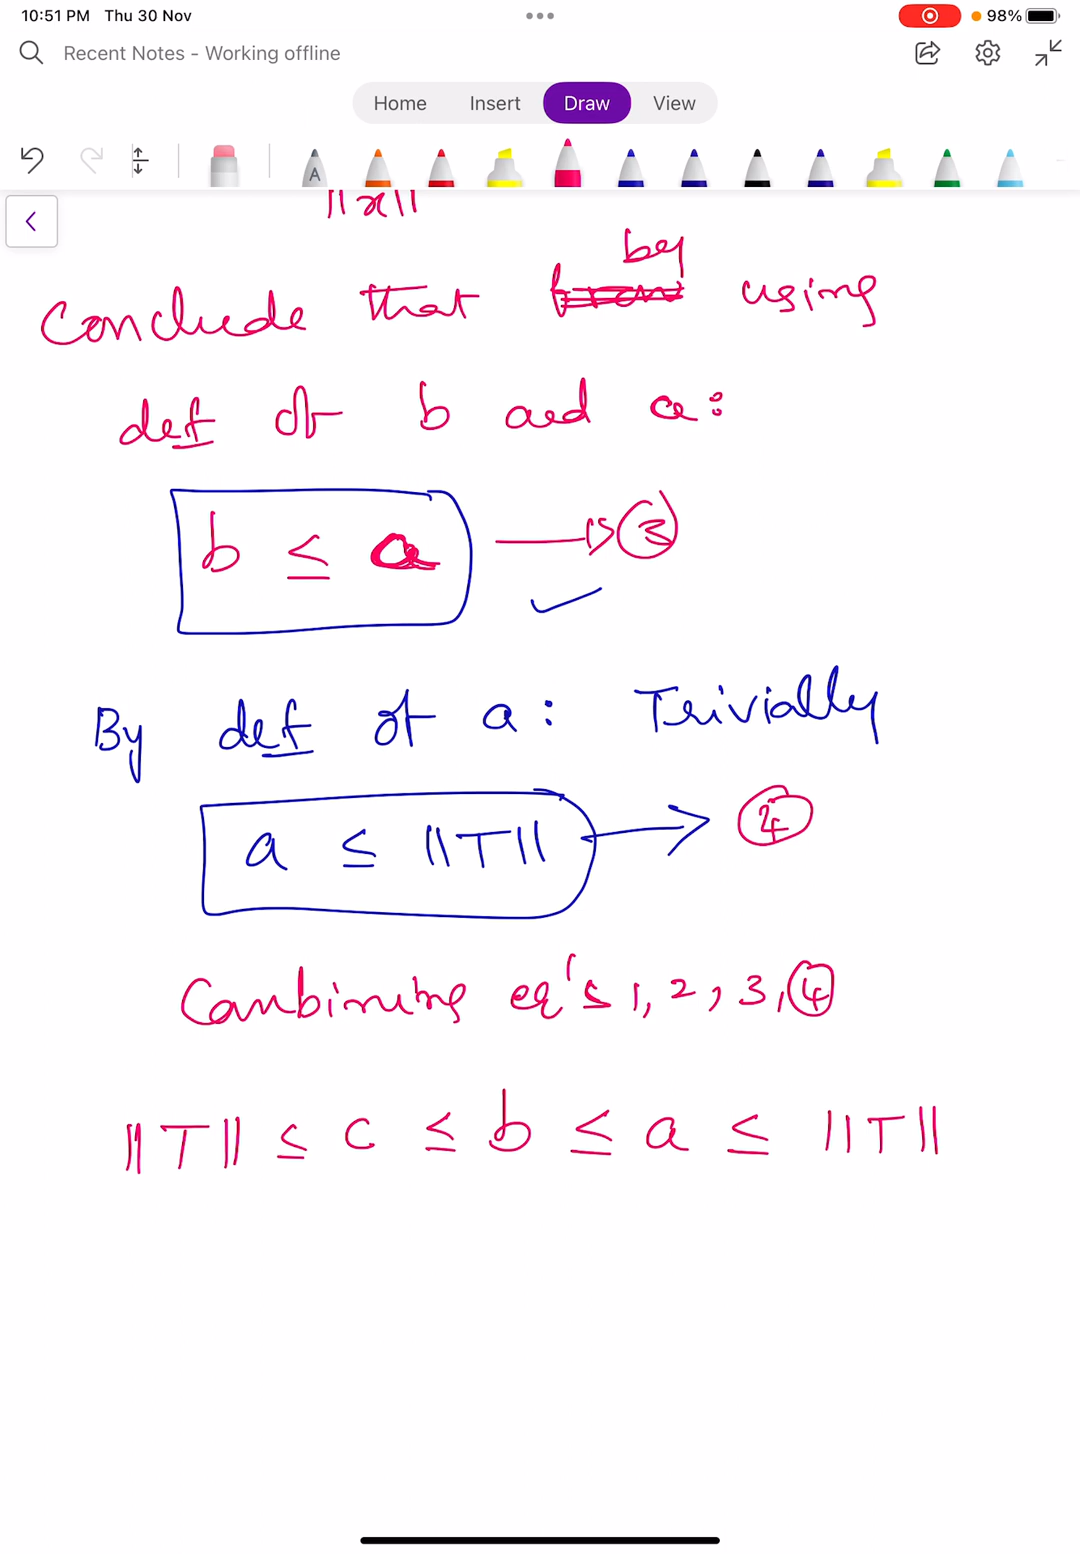 10:51 PM Thu 30 Nov
98%
Recent Notes - Working offline
Home Insert Draw View
A
||x||
by
Conclude that using
def of b and a:
b ≤ a → ③
By def of a: Trivially
a ≤ ||T|| → ④
Combining eq's 1, 2, 3, ④
||T|| ≤ c ≤ b ≤ a ≤ ||T||